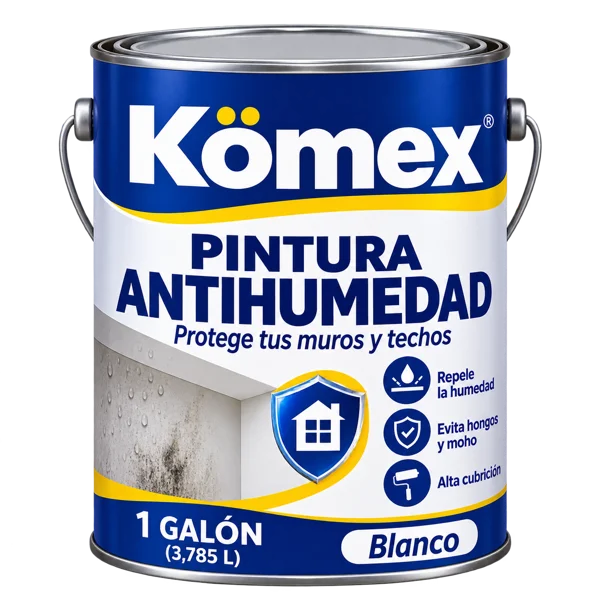 Kömex®
PINTURA
ANTIHUMEDAD
Protege tus muros y techos
Repele
la humedad
Evita hongos
y moho
Alta cubrición
1 GALÓN
(3,785 L)
Blanco